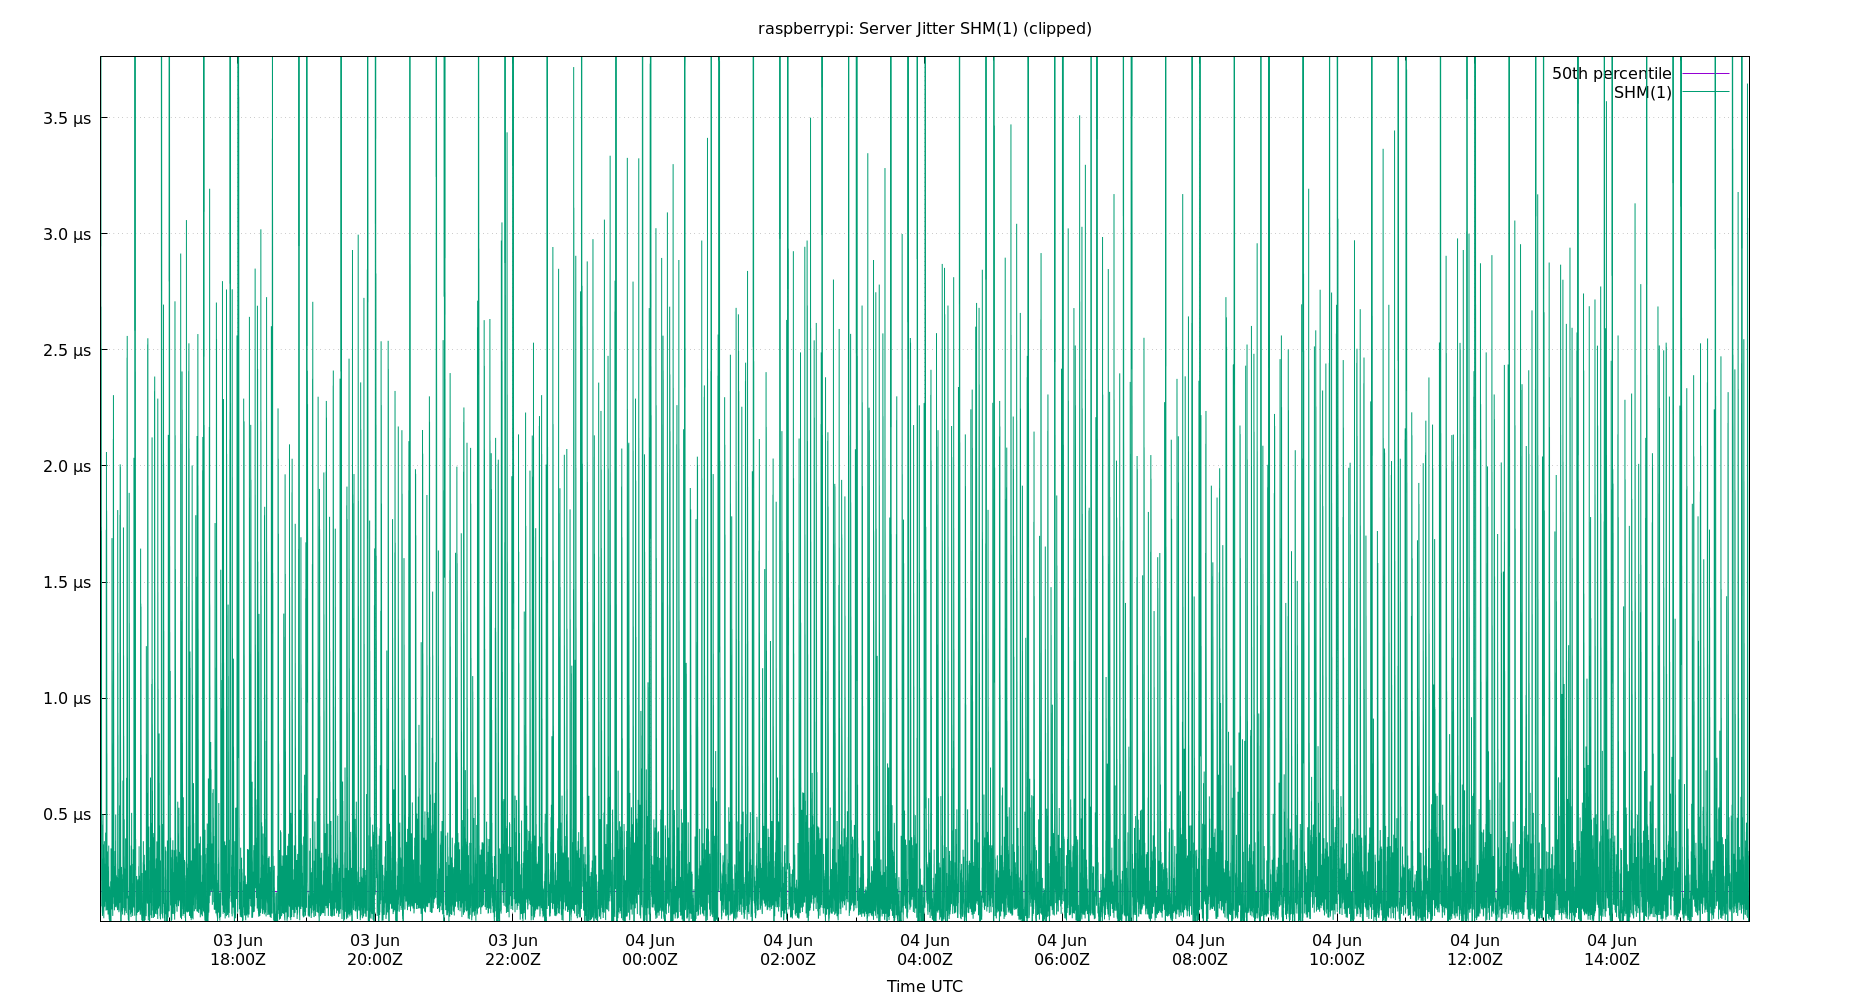 raspberrypi: Server Jitter SHM(1) (clipped)
50th percentile
SHM(1)
3.5 µs
3.0 µs
2.5 µs
2.0 µs
1.5 µs
1.0 µs
0.5 µs
03 Jun 03 Jun 03 Jun 04 Jun 04 Jun 04 Jun 04 Jun 04 Jun 04 Jun 04 Jun 04 Jun
18:00Z 20:00Z 22:00Z 00:00Z 02:00Z 04:00Z 06:00Z 08:00Z 10:00Z 12:00Z 14:00Z
Time UTC